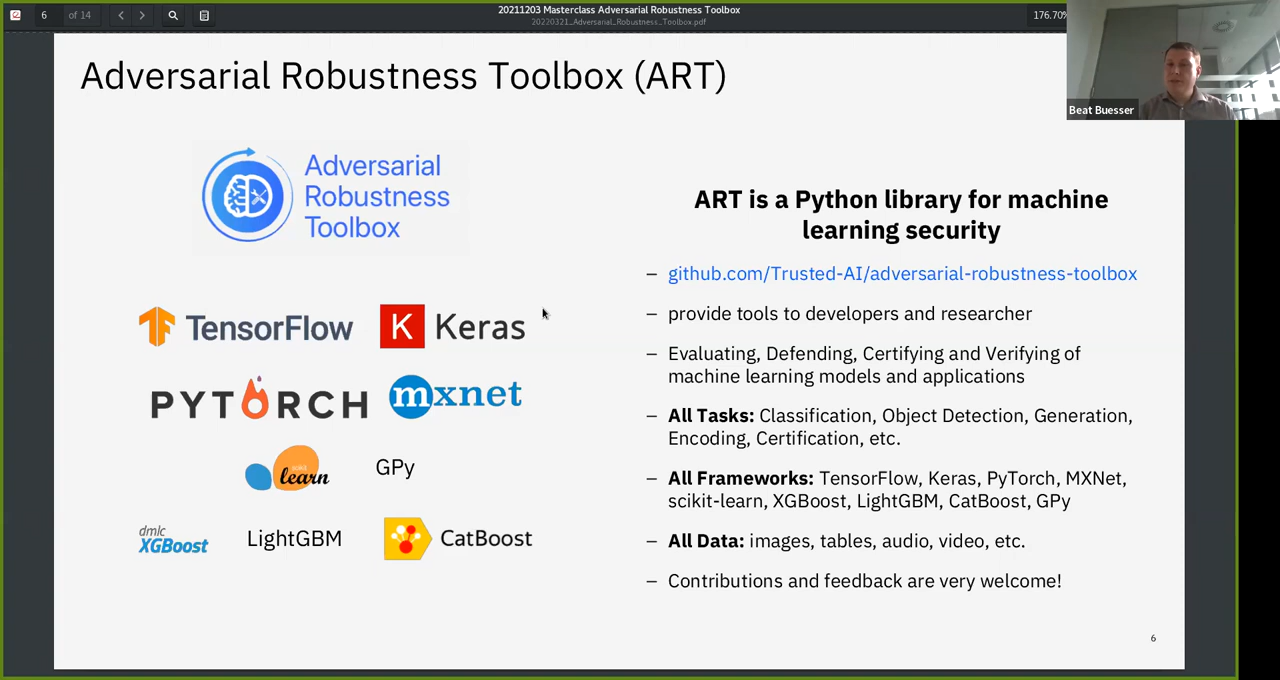 6 of 14
20211203 Masterclass Adversarial Robustness Toolbox
20220321_Adversarial_Robustness_Toolbox.pdf
176.70%
Beat Buesser
Adversarial Robustness Toolbox (ART)
Adversarial
Robustness
Toolbox
TensorFlow
K Keras
PYTORCH
mxnet
scikit
learn
GPy
dmlc
XGBoost
LightGBM
CatBoost
ART is a Python library for machine
learning security
– github.com/Trusted-AI/adversarial-robustness-toolbox
– provide tools to developers and researcher
– Evaluating, Defending, Certifying and Verifying of
machine learning models and applications
– All Tasks: Classification, Object Detection, Generation,
Encoding, Certification, etc.
– All Frameworks: TensorFlow, Keras, PyTorch, MXNet,
scikit-learn, XGBoost, LightGBM, CatBoost, GPy
– All Data: images, tables, audio, video, etc.
– Contributions and feedback are very welcome!
6